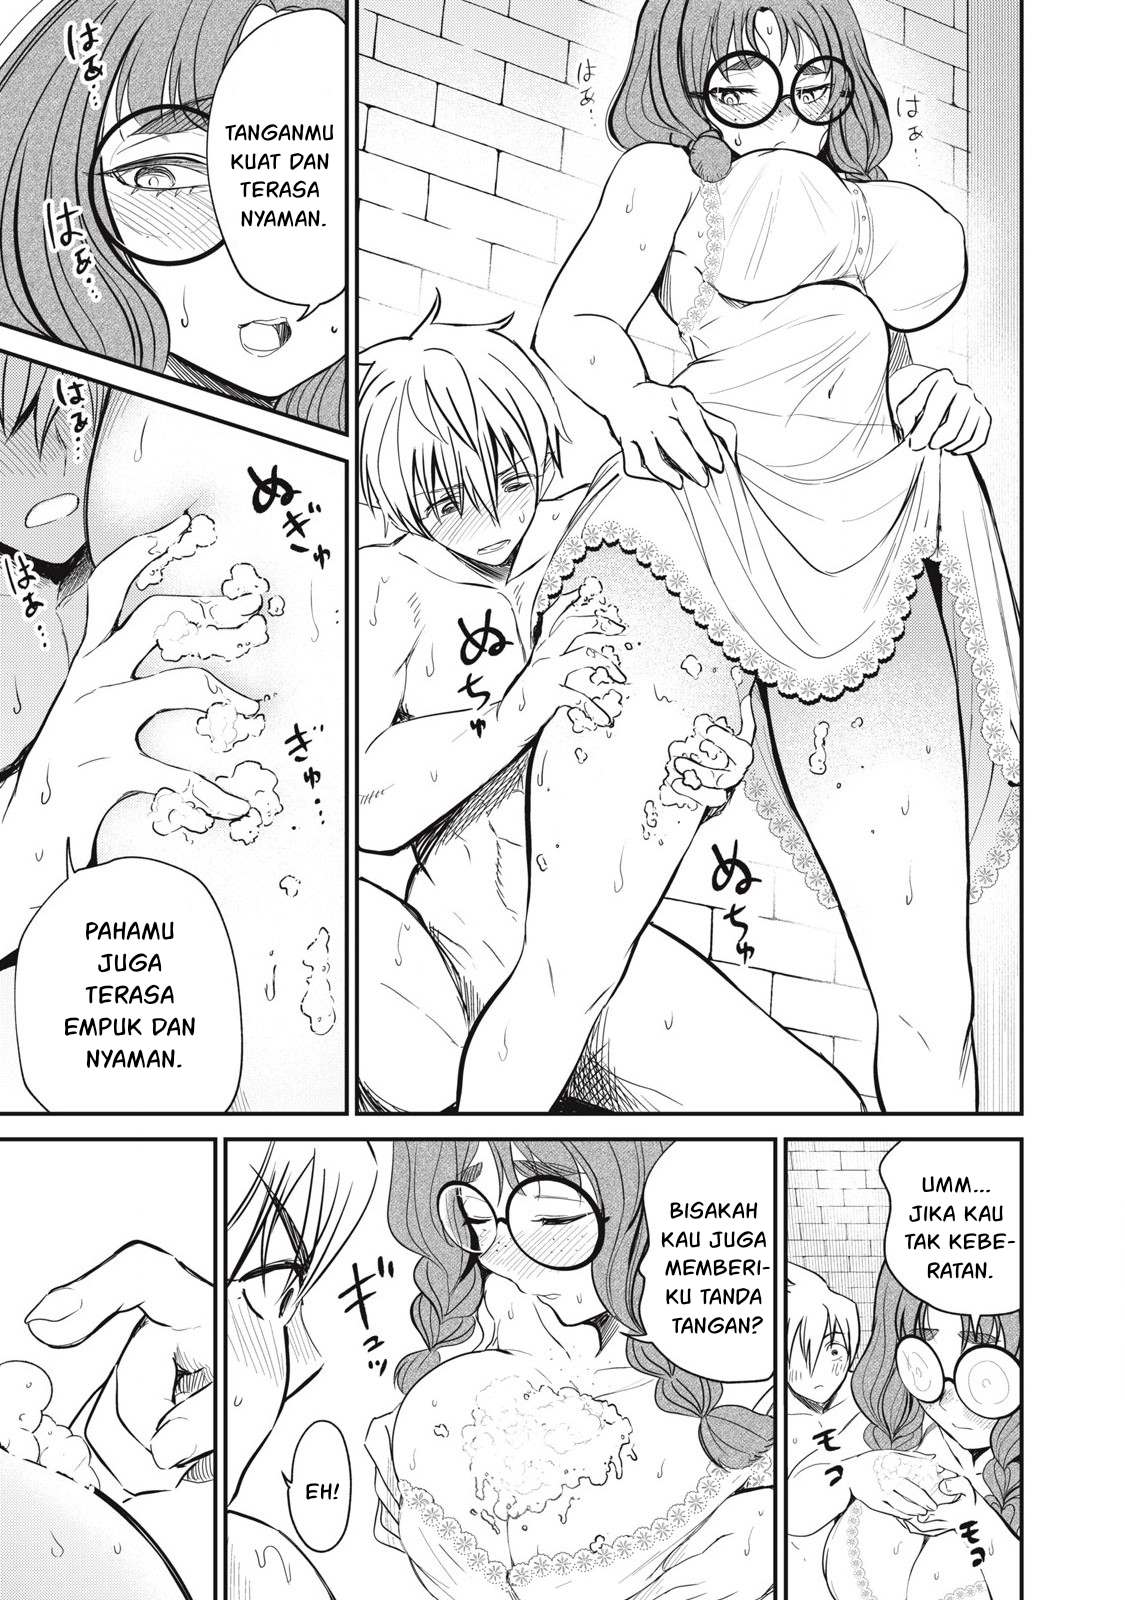 はぁ…
はぁ…
ぬ
ちゅ
ぬ
ちゅ
はぁ…
はぁ…
TANGANMU
KUAT DAN
TERASA
NYAMAN.
はぁ…
はぁ…
ぬ
ぎゅ
ぎゅ…
PAHAMU
JUGA
TERASA
EMPUK DAN
NYAMAN.
UMM...
JIKA KAU
TAK KEBE-
RATAN.
モコ
モコ
BISAKAH
KAU JUGA
MEMBERI-
KU TANDA
TANGAN?
ギュッ
EH!